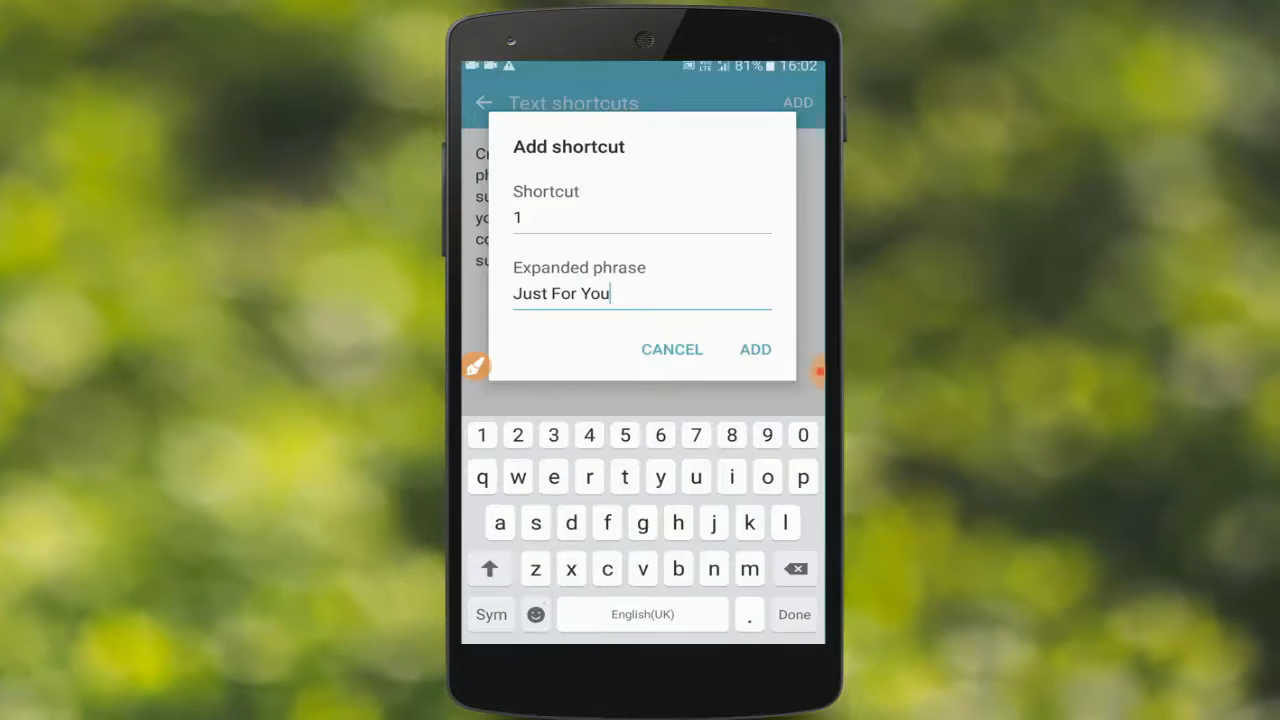 81% 16:02
Text shortcuts ADD
Add shortcut
Shortcut
1
Expanded phrase
Just For You
CANCEL ADD
1 2 3 4 5 6 7 8 9 0
q w e r t y u i o p
a s d f g h j k l
z x c v b n m
Sym English(UK) . Done